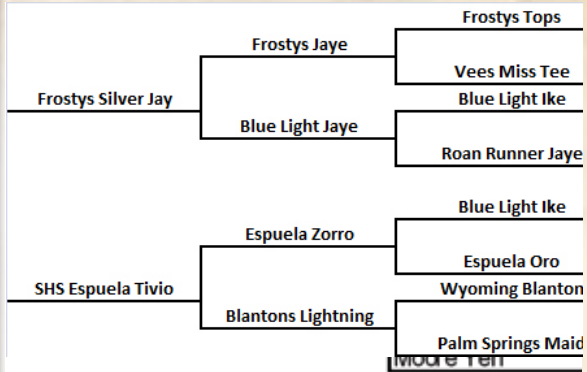 Frostys Tops
Frostys Jaye
Vees Miss Tee
Frostys Silver Jay
Blue Light Ike
Blue Light Jaye
Roan Runner Jaye
Blue Light Ike
Espuela Zorro
Espuela Oro
SHS Espuela Tivio
Wyoming Blanton
Blantons Lightning
Palm Springs Maid